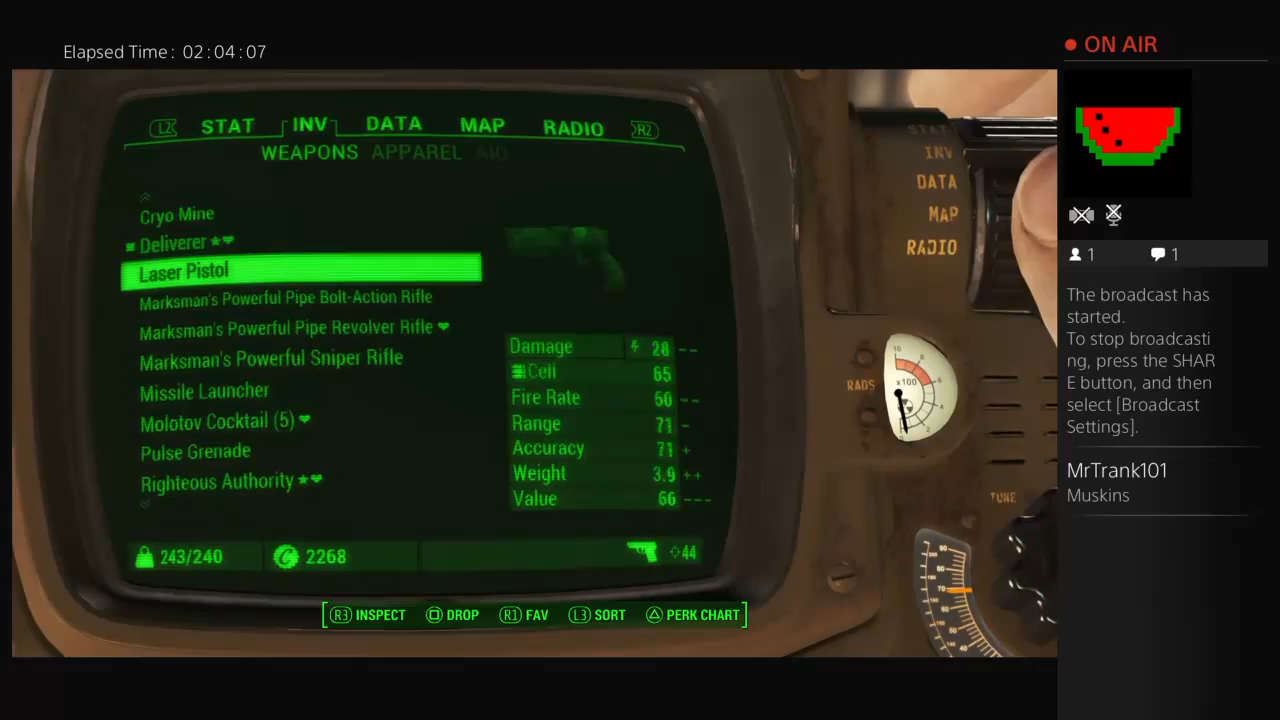 Elapsed Time: 02:04:07
ON AIR
L2 STAT INV DATA MAP RADIO R2
WEAPONS APPAREL AID
Cryo Mine
Deliverer
Laser Pistol
Marksman's Powerful Pipe Bolt-Action Rifle
Marksman's Powerful Pipe Revolver Rifle
Marksman's Powerful Sniper Rifle
Missile Launcher
Molotov Cocktail (5)
Pulse Grenade
Righteous Authority
Damage 28 --
Cell 65
Fire Rate 50 --
Range 71 -
Accuracy 71 +
Weight 3.9 ++
Value 66 ---
243/240 2268 44
R3 INSPECT DROP R1 FAV L3 SORT PERK CHART
STAT
INV
DATA
MAP
RADIO
RADS
x100
TUNE
1 1
The broadcast has
started.
To stop broadcasti
ng, press the SHAR
E button, and then
select [Broadcast
Settings].
MrTrank101
Muskins